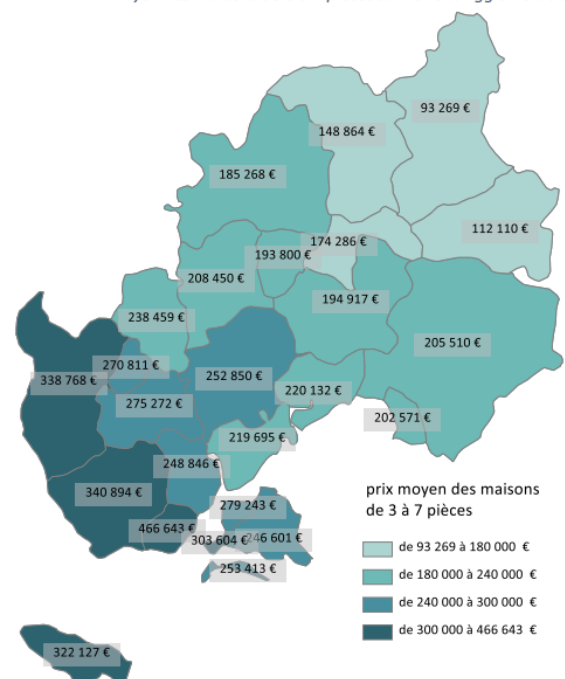 93 269 €
148 864 €
185 268 €
112 110 €
174 286 €
193 800 €
208 450 €
194 917 €
238 459 €
205 510 €
270 811 €
338 768 €
252 850 €
220 132 €
275 272 €
202 571 €
219 695 €
248 846 €
340 894 €
279 243 €
466 643 €
303 604 €
246 601 €
253 413 €
322 127 €
prix moyen des maisons
de 3 à 7 pièces
de 93 269 à 180 000 €
de 180 000 à 240 000 €
de 240 000 à 300 000 €
de 300 000 à 466 643 €